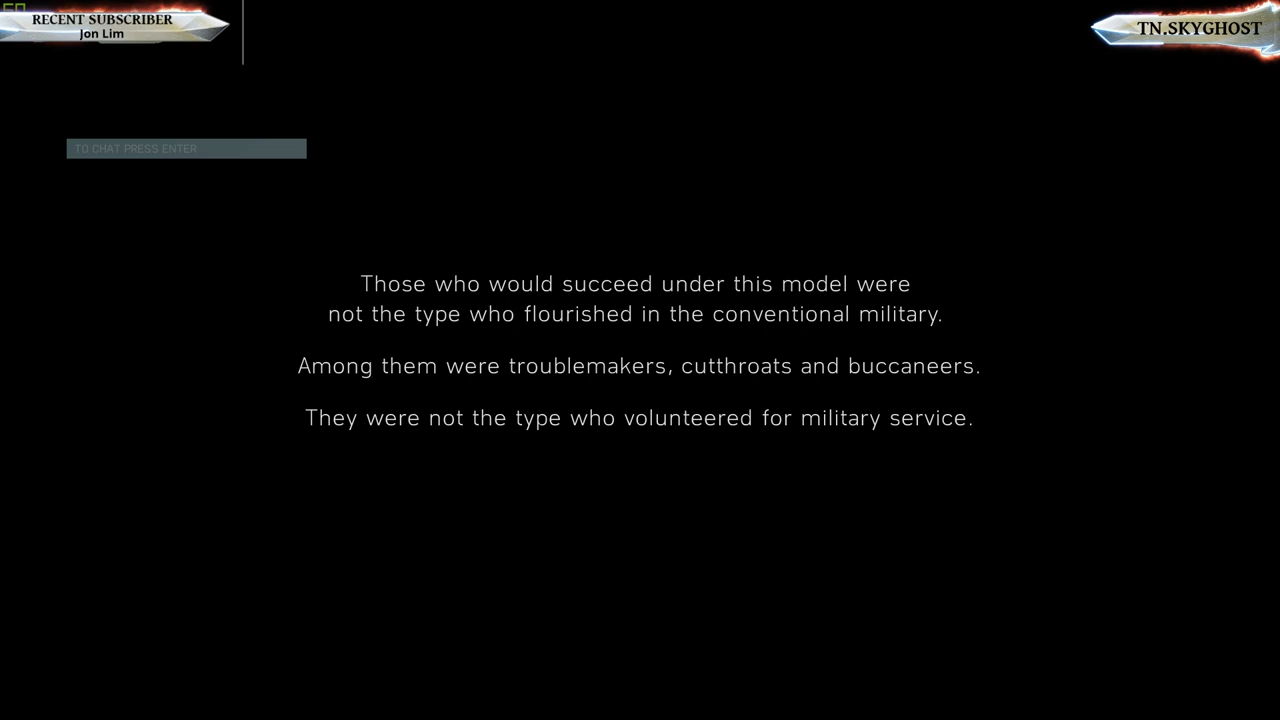 60
RECENT SUBSCRIBER
Jon Lim
TN.SKYGHOST
TO CHAT PRESS ENTER
Those who would succeed under this model were
not the type who flourished in the conventional military.
Among them were troublemakers, cutthroats and buccaneers.
They were not the type who volunteered for military service.